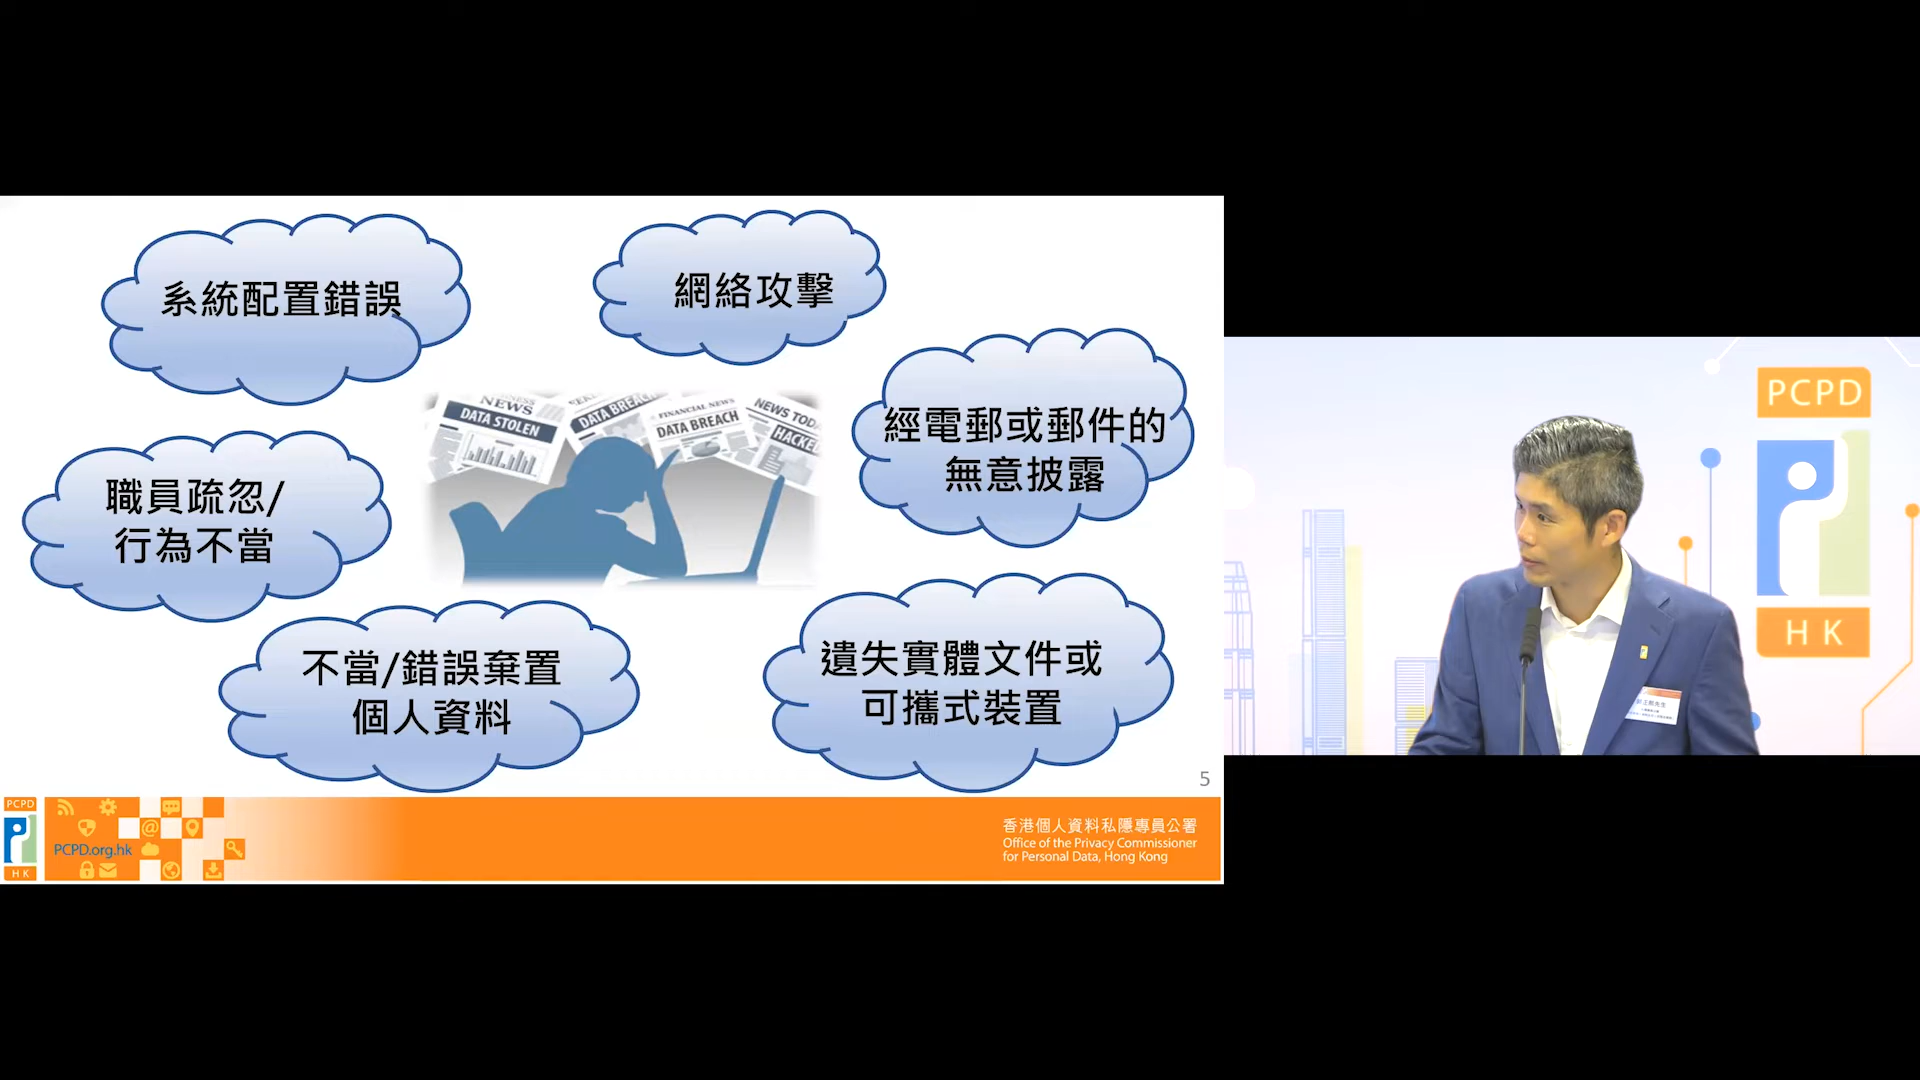 系統配置錯誤
網絡攻擊
經電郵或郵件的
無意披露
職員疏忽/
行為不當
不當/錯誤棄置
個人資料
遺失實體文件或
可攜式裝置
NEWS
DATA STOLEN
DATA BREACH
FINANCIAL NEWS
DATA BREACH
NEWS TODA
HACKE
5
PCPD
HK
PCPD.org.hk
香港個人資料私隱專員公署
Office of the Privacy Commissioner
for Personal Data, Hong Kong
PCPD
HK